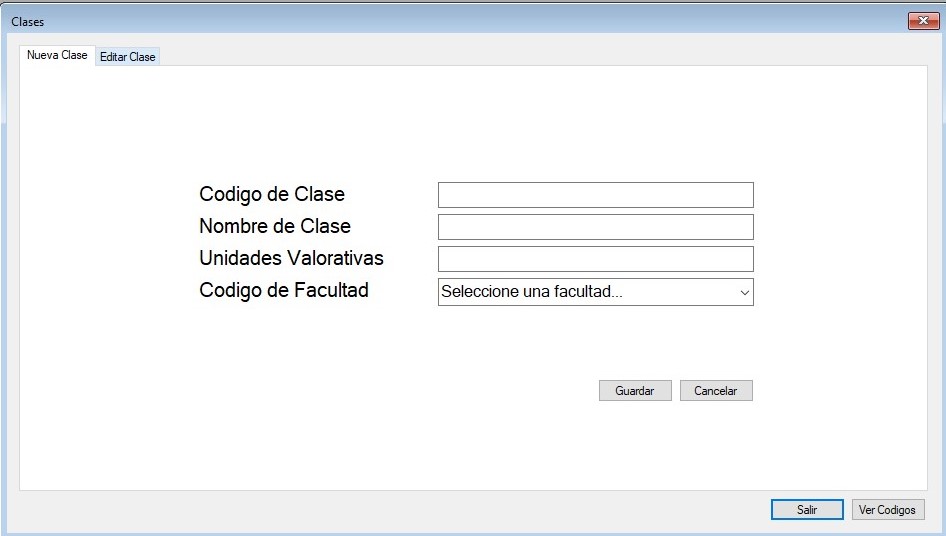 Clases
Nueva Clase Editar Clase
Codigo de Clase
Nombre de Clase
Unidades Valorativas
Codigo de Facultad Seleccione una facultad...
Guardar Cancelar
Salir Ver Codigos